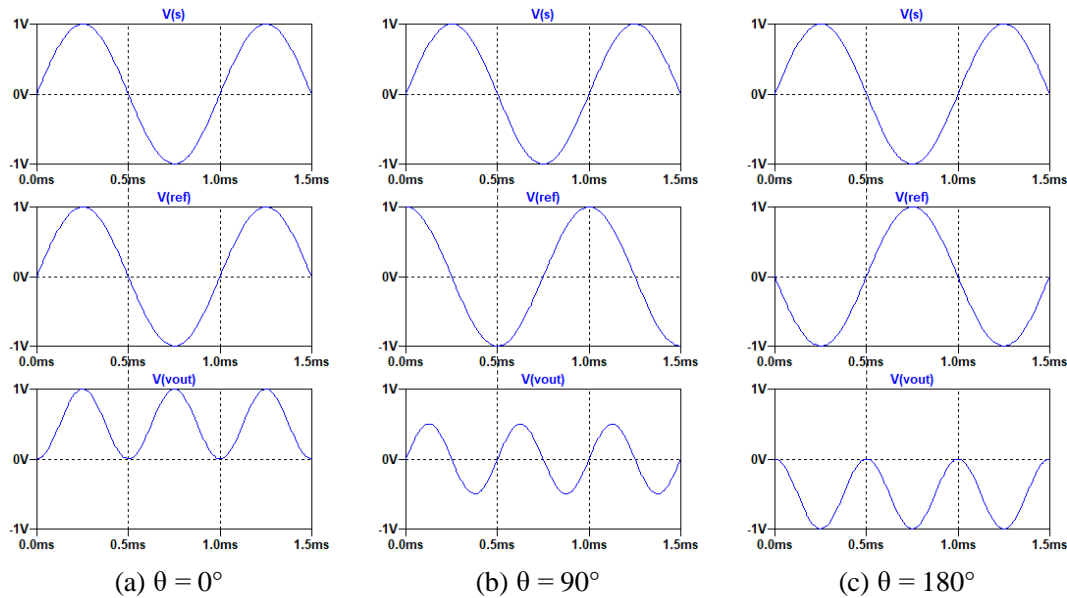 V(s) V(s) V(s)
1V 1V 1V
0V 0V 0V
-1V -1V -1V
0.0ms 0.5ms 1.0ms 1.5ms 0.0ms 0.5ms 1.0ms 1.5ms 0.0ms 0.5ms 1.0ms 1.5ms
V(ref) V(ref) V(ref)
1V 1V 1V
0V 0V 0V
-1V -1V -1V
0.0ms 0.5ms 1.0ms 1.5ms 0.0ms 0.5ms 1.0ms 1.5ms 0.0ms 0.5ms 1.0ms 1.5ms
V(vout) V(vout) V(vout)
1V 1V 1V
0V 0V 0V
-1V -1V -1V
0.0ms 0.5ms 1.0ms 1.5ms 0.0ms 0.5ms 1.0ms 1.5ms 0.0ms 0.5ms 1.0ms 1.5ms
(a) θ = 0° (b) θ = 90° (c) θ = 180°